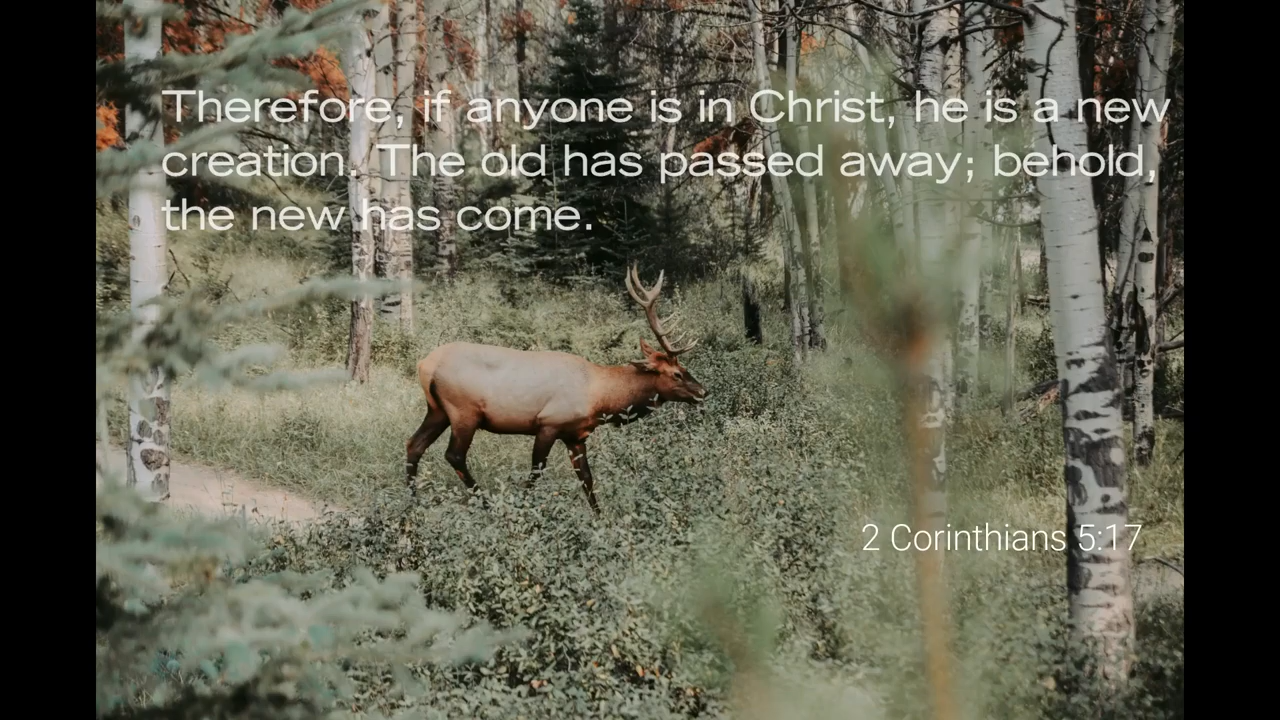 Therefore, if anyone is in Christ, he is a new
creation. The old has passed away; behold,
the new has come.
2 Corinthians 5:17